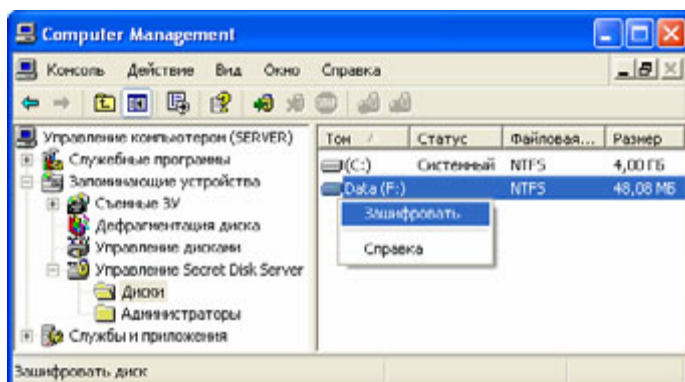 Computer Management
Консоль Действие Вид Окно Справка
Управление компьютером (SERVER)
Служебные программы
Запоминающие устройства
Съемные ЗУ
Дефрагментация диска
Управление дисками
Управление Secret Disk Server
Диски
Администраторы
Службы и приложения
Том Статус Файловая... Размер
(C:) Системный NTFS 4,00 ГБ
Data (F:) NTFS 48,08 МБ
Зашифровать
Справка
Зашифровать диск